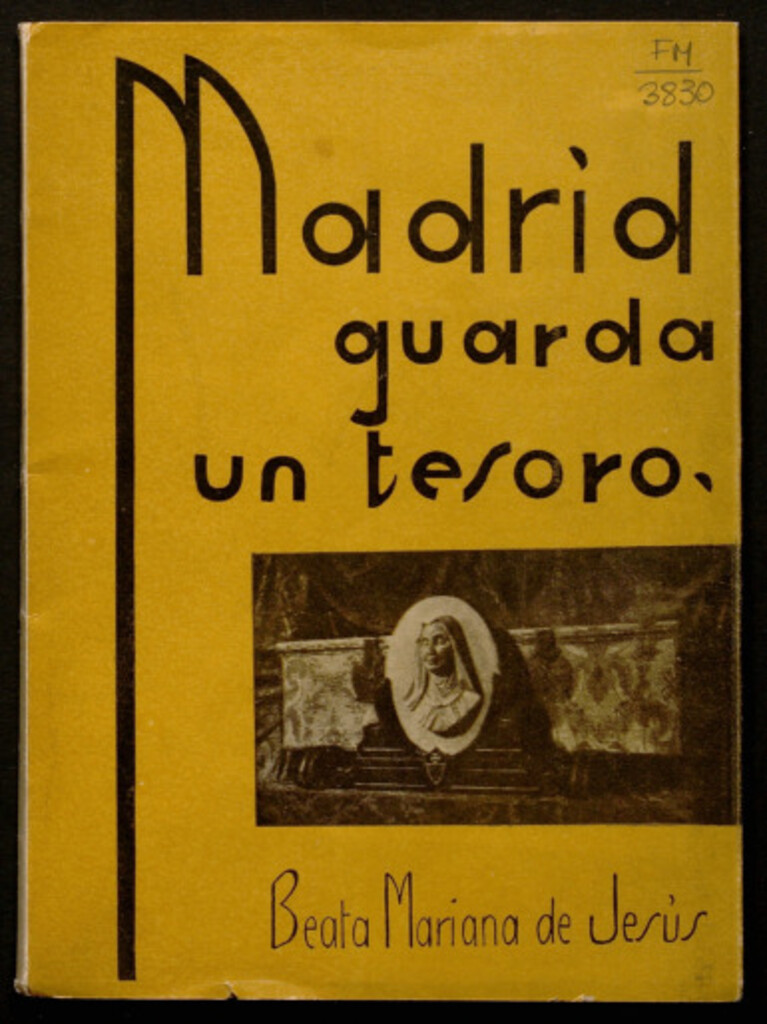 FM
3830
Madrid
guarda
un tesoro.
Beata Mariana de Jesús